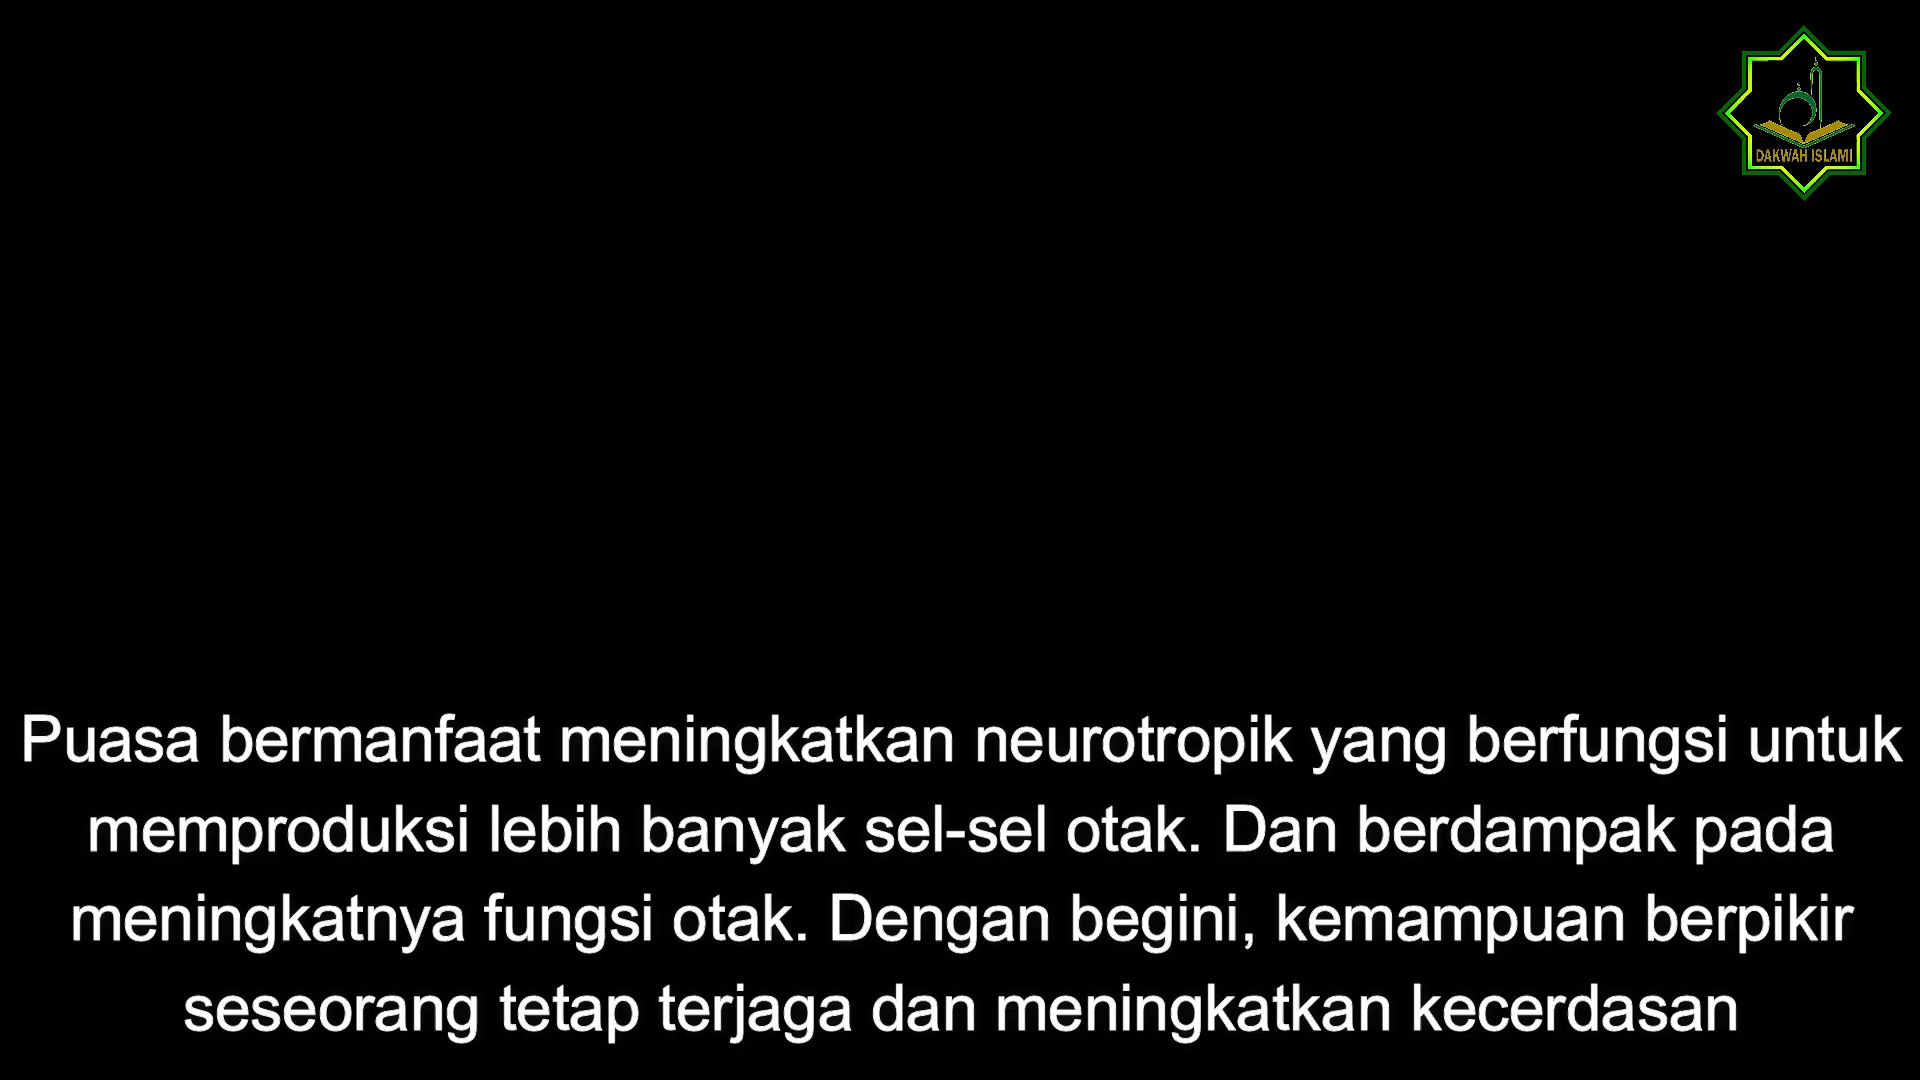 DAKWAH ISLAMI
Puasa bermanfaat meningkatkan neurotropik yang berfungsi untuk
memproduksi lebih banyak sel-sel otak. Dan berdampak pada
meningkatnya fungsi otak. Dengan begini, kemampuan berpikir
seseorang tetap terjaga dan meningkatkan kecerdasan